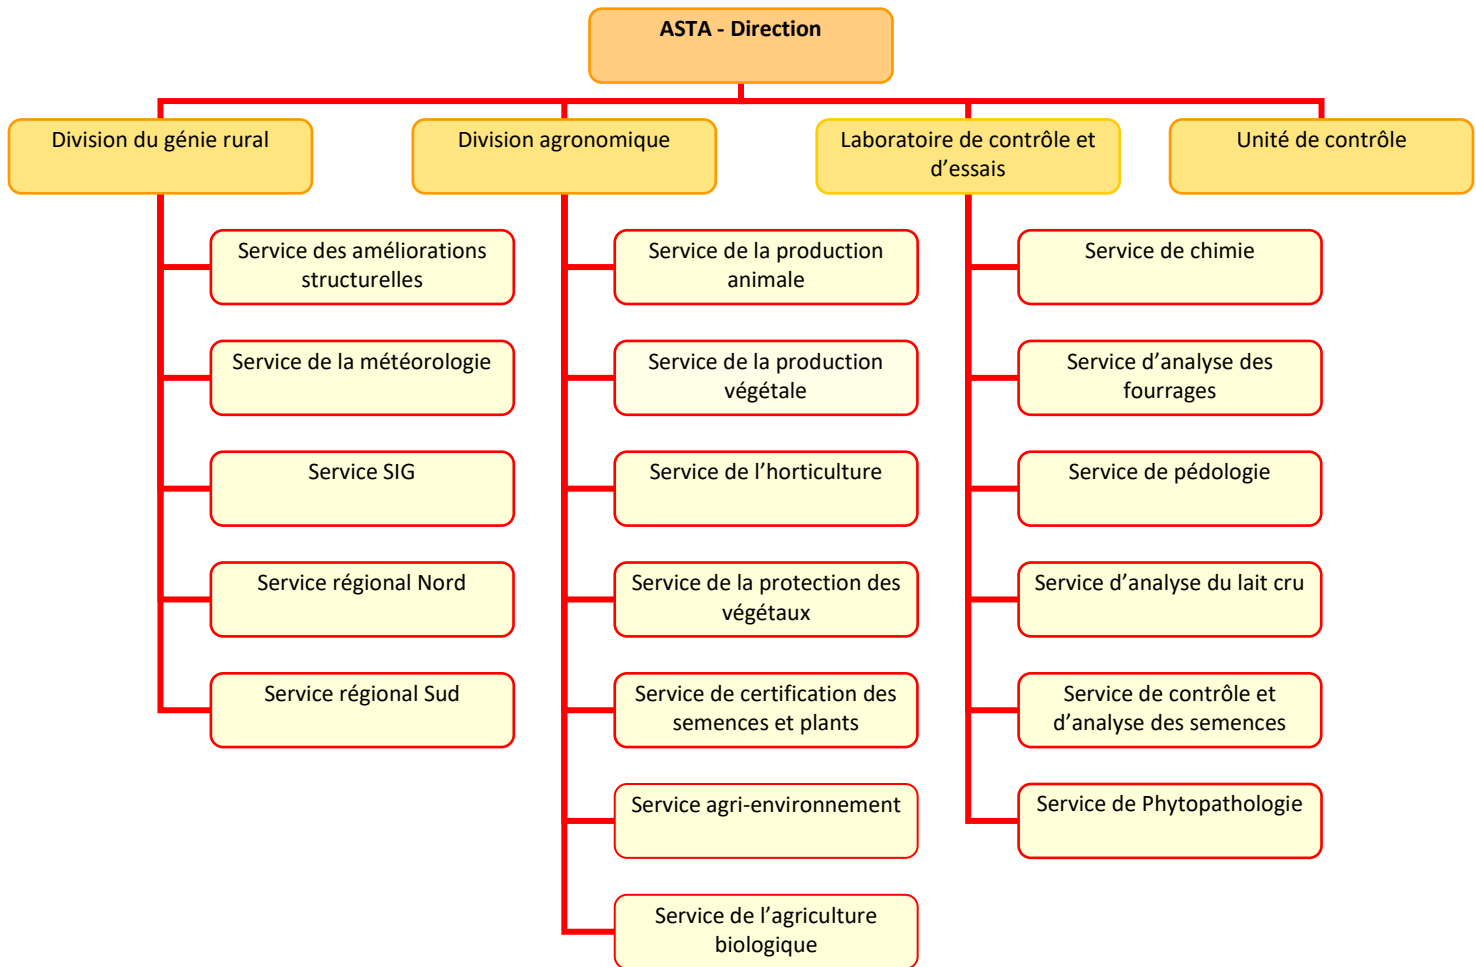 ASTA - Direction
Division du génie rural
Division agronomique
Laboratoire de contrôle et
d’essais
Unité de contrôle
Service des améliorations
structurelles
Service de la météorologie
Service SIG
Service régional Nord
Service régional Sud
Service de la production
animale
Service de la production
végétale
Service de l’horticulture
Service de la protection des
végétaux
Service de certification des
semences et plants
Service agri-environnement
Service de l’agriculture
biologique
Service de chimie
Service d’analyse des
fourrages
Service de pédologie
Service d’analyse du lait cru
Service de contrôle et
d’analyse des semences
Service de Phytopathologie